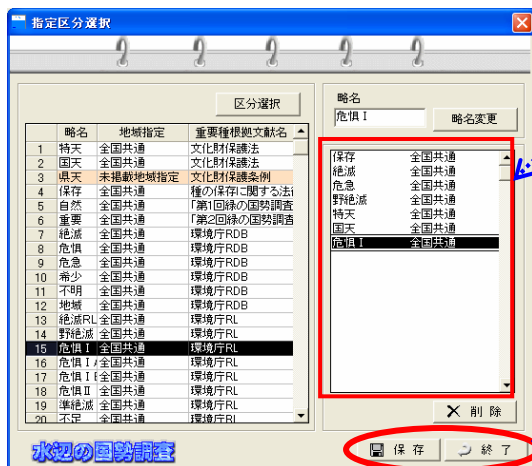 指定区分選択
区分選択
略名 地域指定 重要種根拠文献名
1 特天 全国共通 文化財保護法
2 国天 全国共通 文化財保護法
3 県天 未掲載地域指定 文化財保護条例
4 保存 全国共通 種の保存に関する法
5 自然 全国共通 「第1回緑の国勢調査
6 重要 全国共通 「第2回緑の国勢調査
7 絶滅 全国共通 環境庁RDB
8 危惧 全国共通 環境庁RDB
9 危急 全国共通 環境庁RDB
10 希少 全国共通 環境庁RDB
11 不明 全国共通 環境庁RDB
12 地域 全国共通 環境庁RDB
13 絶滅RL 全国共通 環境庁RL
14 野絶滅 全国共通 環境庁RL
15 危惧Ⅰ 全国共通 環境庁RL
16 危惧Ⅰ 全国共通 環境庁RL
17 危惧Ⅰ 全国共通 環境庁RL
18 危惧Ⅱ 全国共通 環境庁RL
19 準絶滅 全国共通 環境庁RL
20 不足 全国共通 環境庁RL
水辺の国勢調査
略名
危惧Ⅰ
略名変更
保存 全国共通
絶滅 全国共通
危急 全国共通
野絶滅 全国共通
特天 全国共通
国天 全国共通
危惧Ⅰ 全国共通
削除
保存
終了